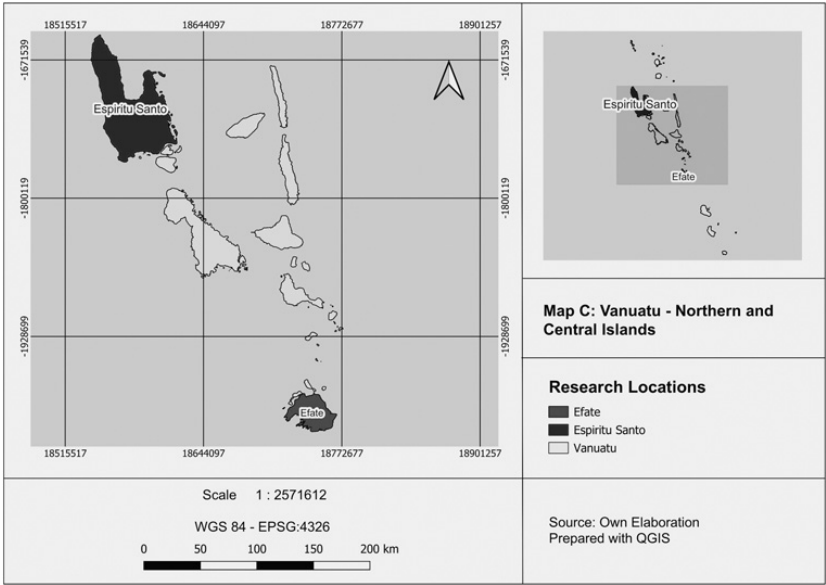 18515517 18644097 18772677 18901257
-1671539 -1671539
Espiritu Santo
-1800119 -1800119
-1928699 -1928699
Efate
18515517 18644097 18772677 18901257
Scale 1 : 2571612
WGS 84 - EPSG:4326
0 50 100 150 200 km
Espiritu Santo
Efate
Map C: Vanuatu - Northern and
Central Islands
Research Locations
Efate
Espiritu Santo
Vanuatu
Source: Own Elaboration
Prepared with QGIS